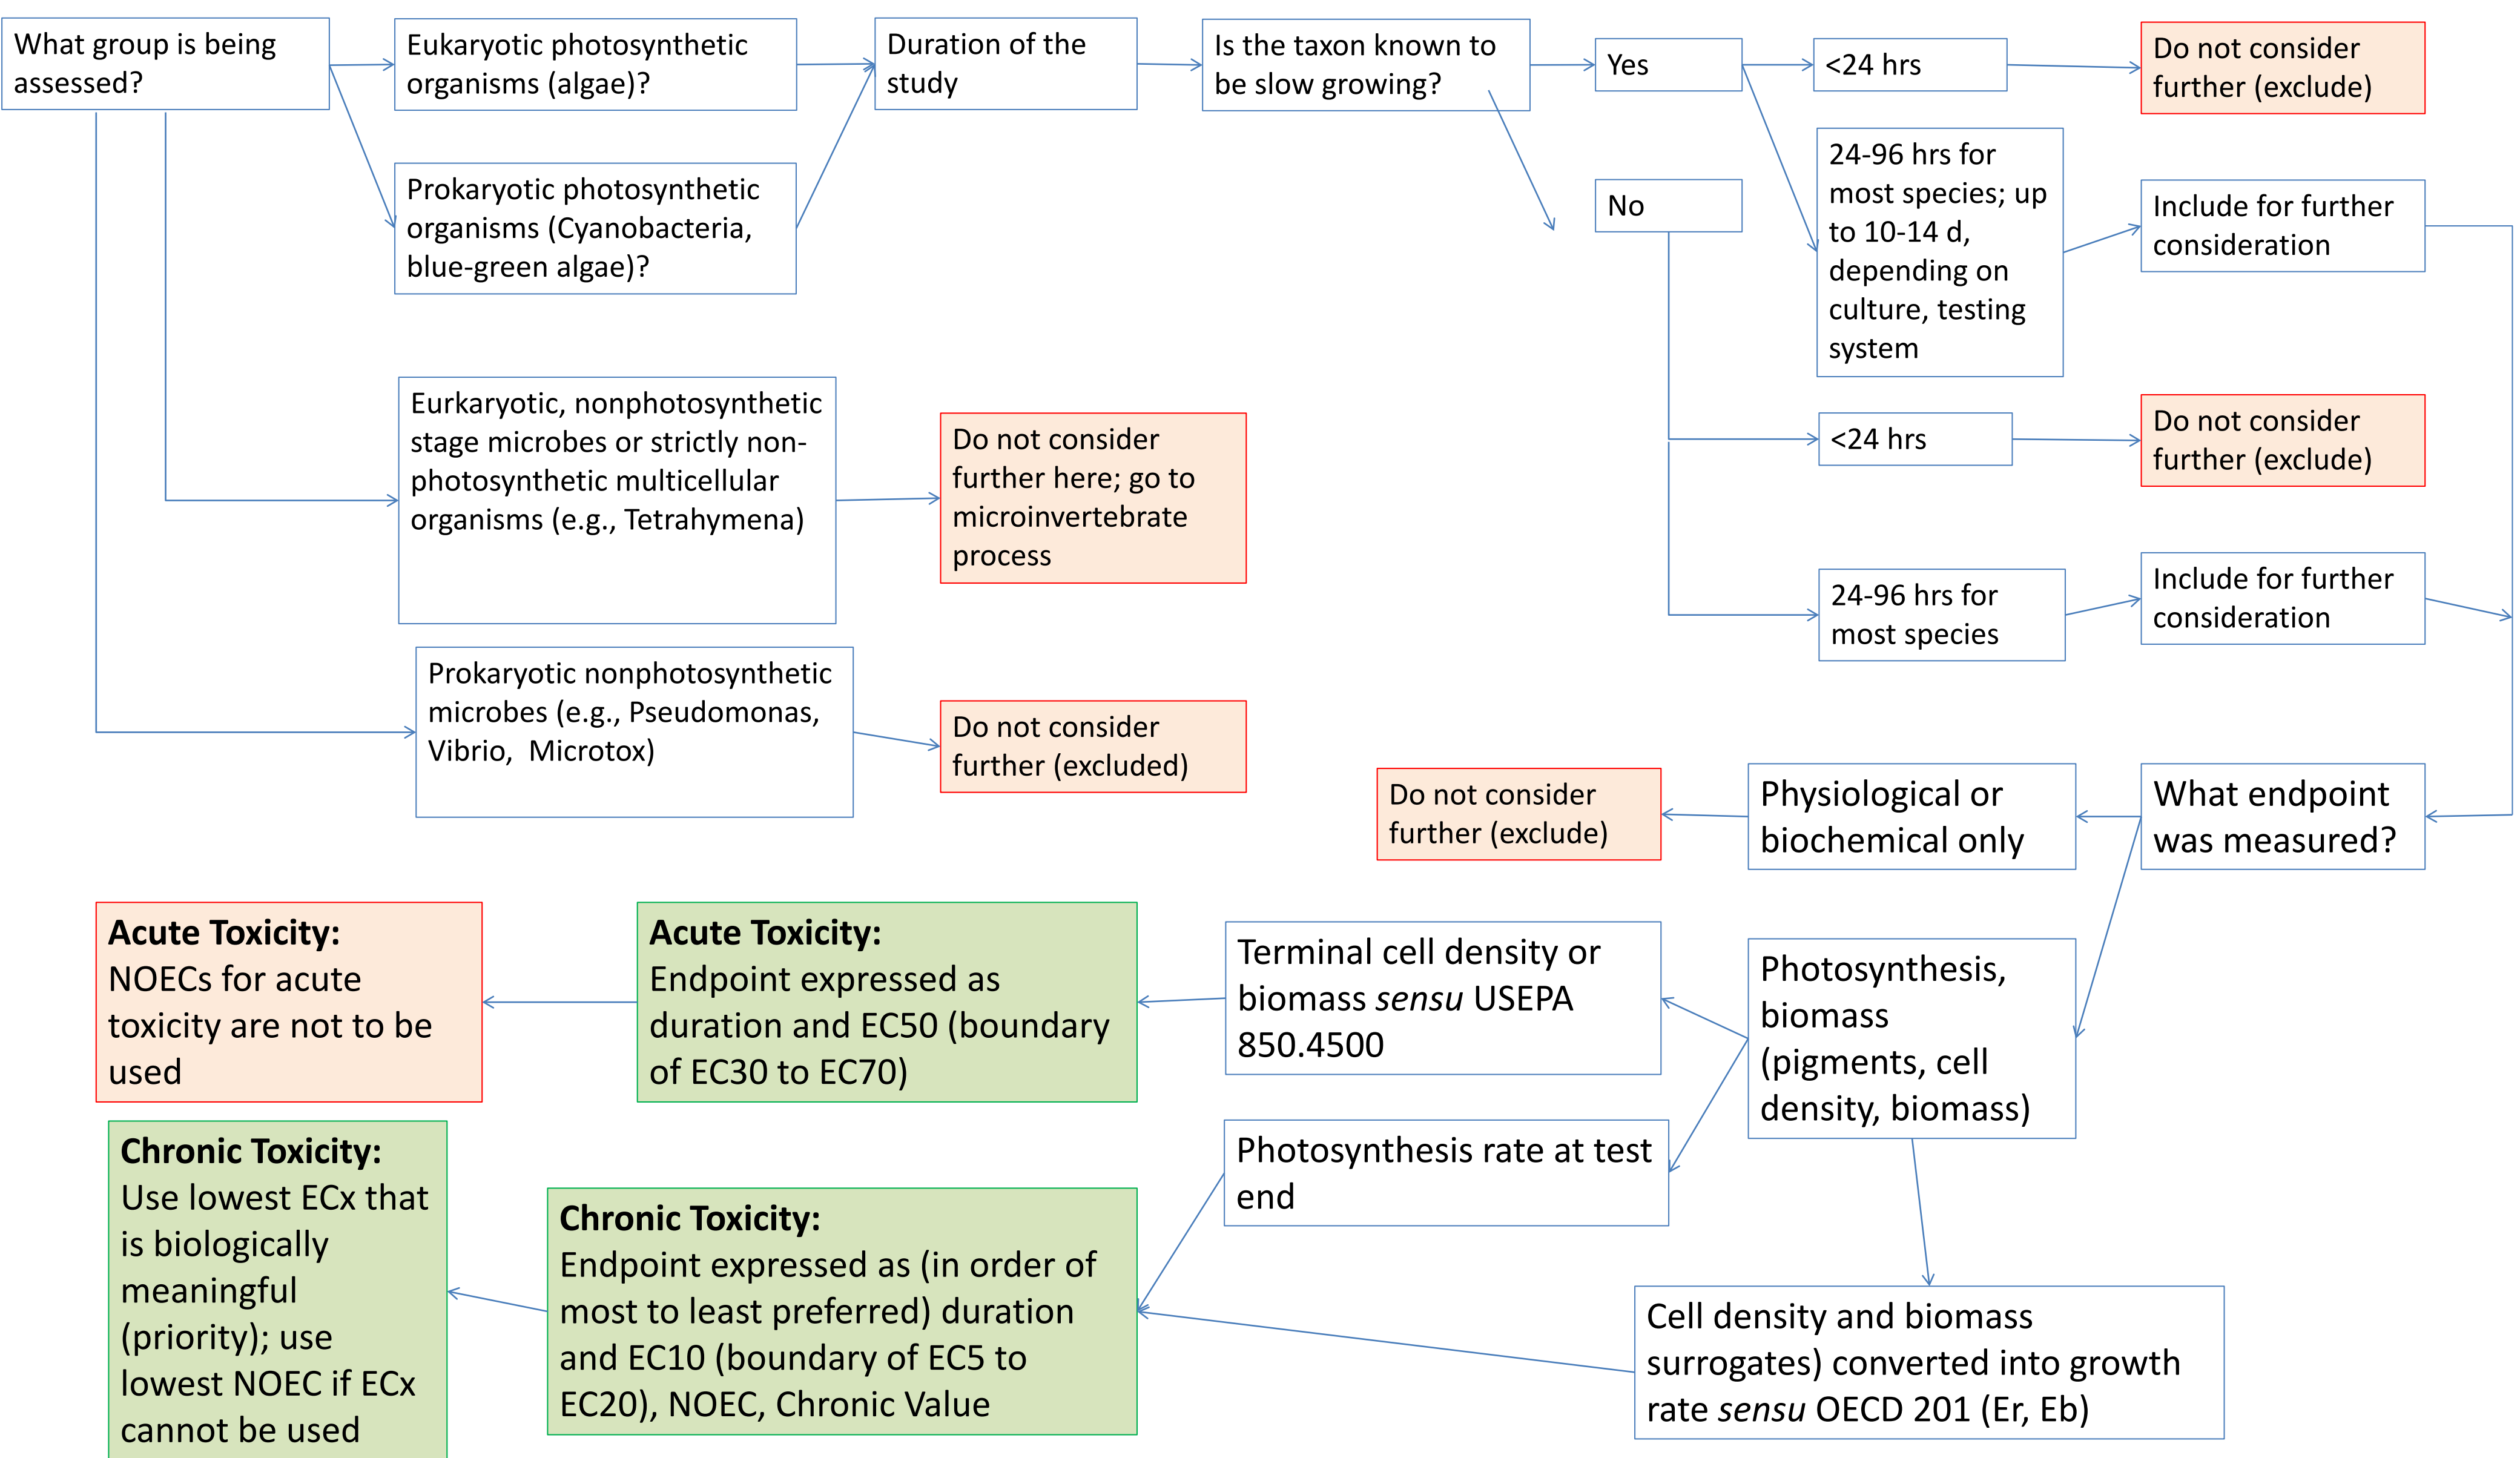 What group is being
assessed?
Eukaryotic photosynthetic
organisms (algae)?
Duration of the
study
Is the taxon known to
be slow growing?
Yes
<24 hrs
Do not consider
further (exclude)
Prokaryotic photosynthetic
organisms (Cyanobacteria,
blue-green algae)?
No
24-96 hrs for
most species; up
to 10-14 d,
depending on
culture, testing
system
Include for further
consideration
Eurkaryotic, nonphotosynthetic
stage microbes or strictly non-
photosynthetic multicellular
organisms (e.g., Tetrahymena)
Do not consider
further here; go to
microinvertebrate
process
<24 hrs
Do not consider
further (exclude)
24-96 hrs for
most species
Include for further
consideration
Prokaryotic nonphotosynthetic
microbes (e.g., Pseudomonas,
Vibrio,  Microtox)
Do not consider
further (excluded)
Do not consider
further (exclude)
Physiological or
biochemical only
What endpoint
was measured?
Acute Toxicity:
NOECs for acute
toxicity are not to be
used
Acute Toxicity:
Endpoint expressed as
duration and EC50 (boundary
of EC30 to EC70)
Terminal cell density or
biomass sensu USEPA
850.4500
Photosynthesis,
biomass
(pigments, cell
density, biomass)
Chronic Toxicity:
Use lowest ECx that
is biologically
meaningful
(priority); use
lowest NOEC if ECx
cannot be used
Chronic Toxicity:
Endpoint expressed as (in order of
most to least preferred) duration
and EC10 (boundary of EC5 to
EC20), NOEC, Chronic Value
Photosynthesis rate at test
end
Cell density and biomass
surrogates) converted into growth
rate sensu OECD 201 (Er, Eb)